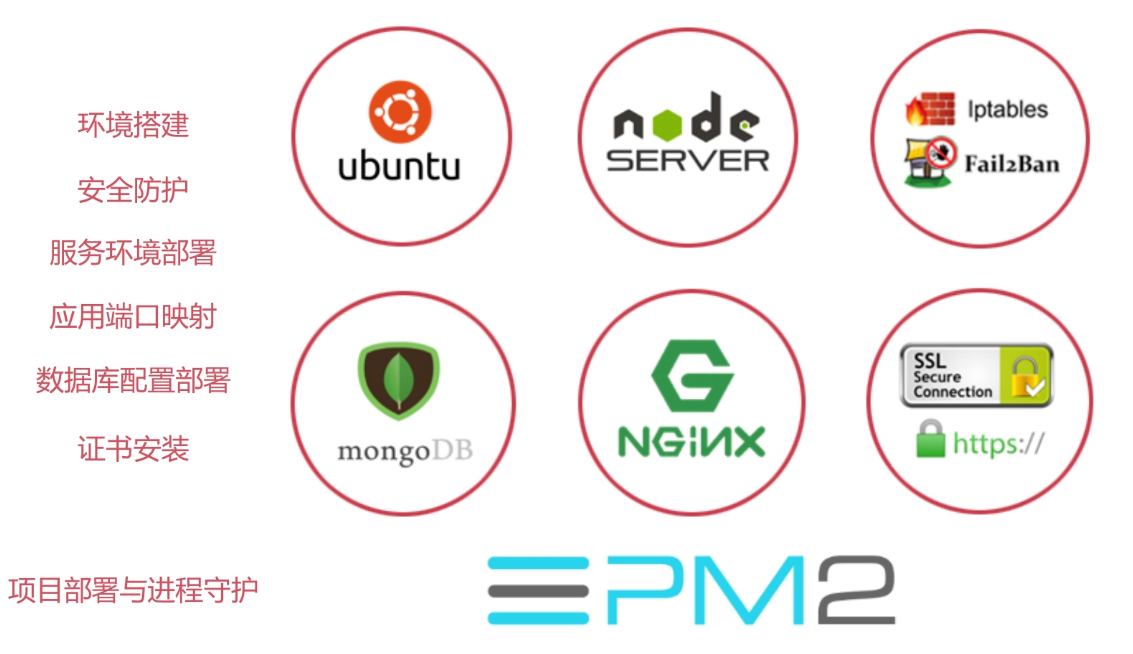 环境搭建
安全防护
服务环境部署
应用端口映射
数据库配置部署
证书安装
项目部署与进程守护
ubuntu
node
SERVER
Iptables
Fail2Ban
mongoDB
NGiNX
SSL
Secure
Connection
https://
PM2